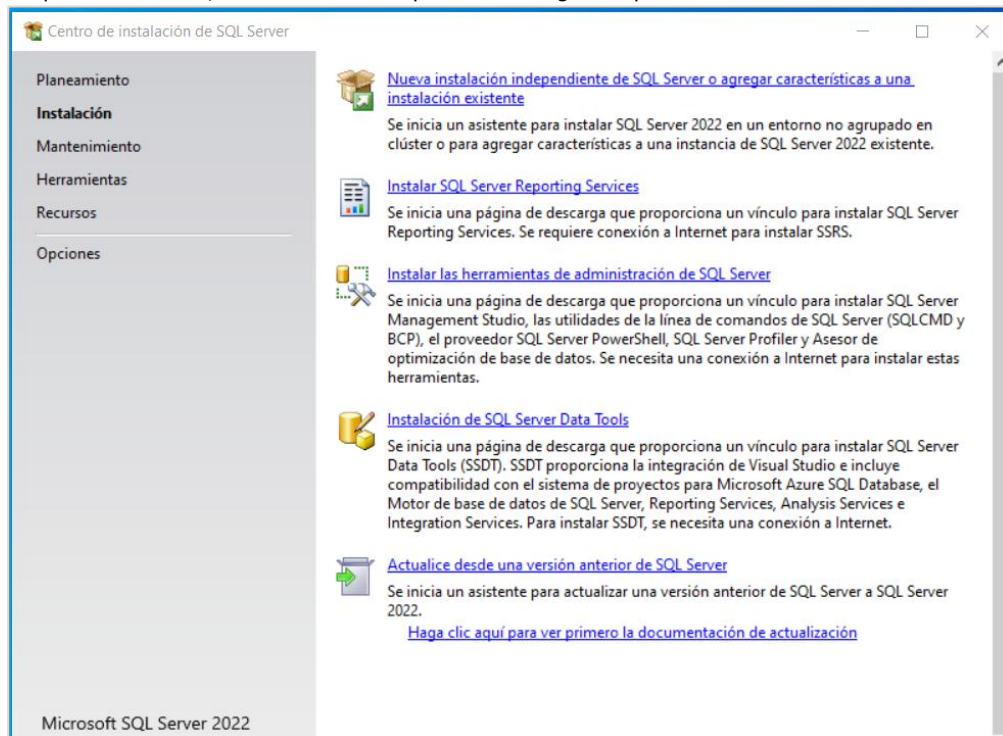 Centro de instalación de SQL Server
Planeamiento
Instalación
Mantenimiento
Herramientas
Recursos
Opciones
Nueva instalación independiente de SQL Server o agregar características a una
instalación existente
Se inicia un asistente para instalar SQL Server 2022 en un entorno no agrupado en
clúster o para agregar características a una instancia de SQL Server 2022 existente.
Instalar SQL Server Reporting Services
Se inicia una página de descarga que proporciona un vínculo para instalar SQL Server
Reporting Services. Se requiere conexión a Internet para instalar SSRS.
Instalar las herramientas de administración de SQL Server
Se inicia una página de descarga que proporciona un vínculo para instalar SQL Server
Management Studio, las utilidades de la línea de comandos de SQL Server (SQLCMD y
BCP), el proveedor SQL Server PowerShell, SQL Server Profiler y Asesor de
optimización de base de datos. Se necesita una conexión a Internet para instalar estas
herramientas.
Instalación de SQL Server Data Tools
Se inicia una página de descarga que proporciona un vínculo para instalar SQL Server
Data Tools (SSDT). SSDT proporciona la integración de Visual Studio e incluye
compatibilidad con el sistema de proyectos para Microsoft Azure SQL Database, el
Motor de base de datos de SQL Server, Reporting Services, Analysis Services e
Integration Services. Para instalar SSDT, se necesita una conexión a Internet.
Actualice desde una versión anterior de SQL Server
Se inicia un asistente para actualizar una versión anterior de SQL Server a SQL Server
2022.
Haga clic aquí para ver primero la documentación de actualización
Microsoft SQL Server 2022